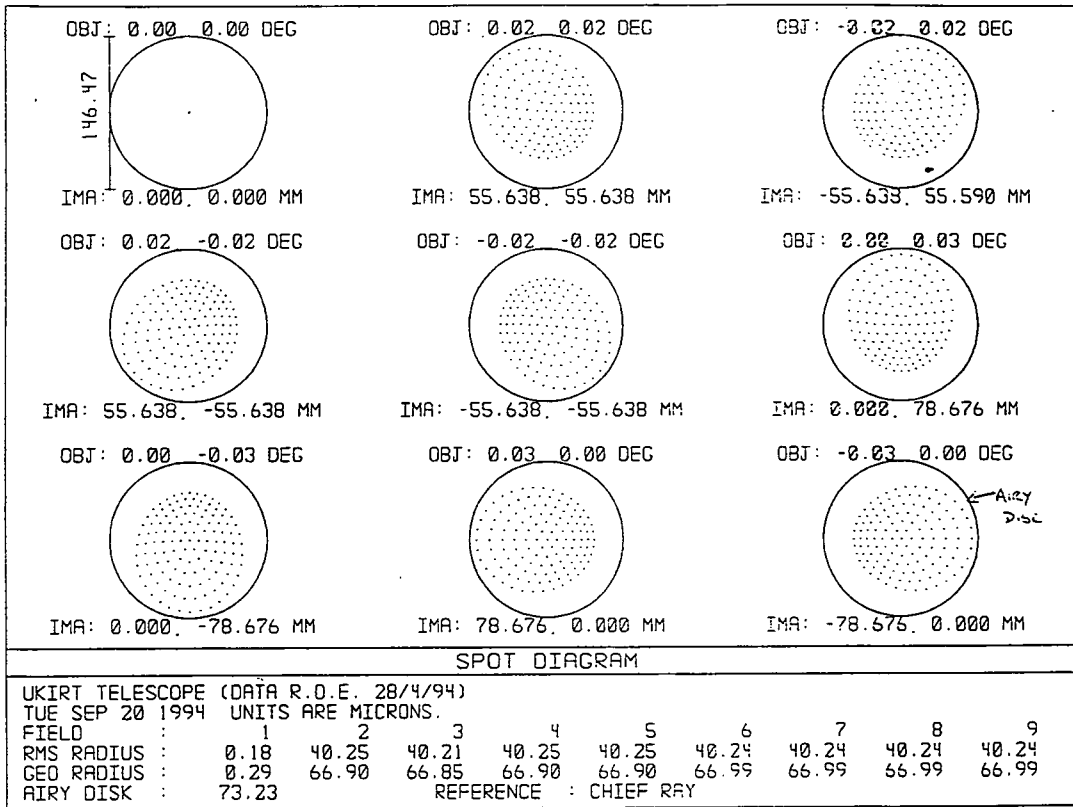 OBJ: 0.00 0.00 DEG
OBJ: 0.02 0.02 DEG
OBJ: -0.02 0.02 DEG
146.47
IMA: 0.000, 0.000 MM
IMA: 55.638, 55.638 MM
IMA: -55.638, 55.590 MM
OBJ: 0.02 -0.02 DEG
OBJ: -0.02 -0.02 DEG
OBJ: 0.00 0.03 DEG
IMA: 55.638, -55.638 MM
IMA: -55.638, -55.638 MM
IMA: 0.000, 78.676 MM
OBJ: 0.00 -0.03 DEG
OBJ: 0.03 0.00 DEG
OBJ: -0.03 0.00 DEG
AIRY
DISC
IMA: 0.000, -78.676 MM
IMA: 78.676, 0.000 MM
IMA: -78.676, 0.000 MM
SPOT DIAGRAM
UKIRT TELESCOPE (DATA R.O.E. 28/4/94)
TUE SEP 20 1994 UNITS ARE MICRONS.
FIELD : 1 2 3 4 5 6 7 8 9
RMS RADIUS : 0.18 40.25 40.21 40.25 40.25 40.24 40.24 40.24 40.24
GEO RADIUS : 0.29 66.90 66.85 66.90 66.90 66.99 66.99 66.99 66.99
AIRY DISK : 73.23 REFERENCE : CHIEF RAY